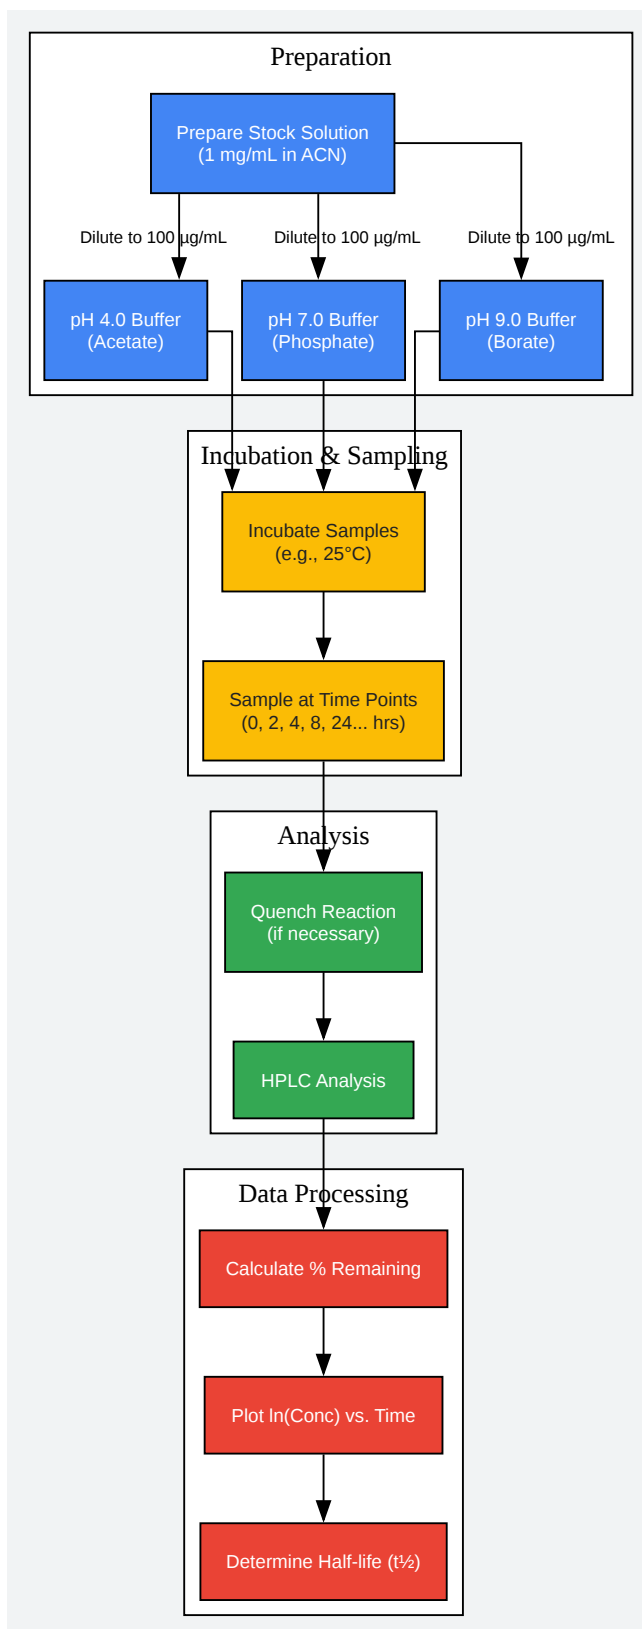 Preparation
Prepare Stock Solution
(1 mg/mL in ACN)
Dilute to 100 µg/mL
Dilute to 100 µg/mL
Dilute to 100 µg/mL
pH 4.0 Buffer
(Acetate)
pH 7.0 Buffer
(Phosphate)
pH 9.0 Buffer
(Borate)
Incubation & Sampling
Incubate Samples
(e.g., 25°C)
Sample at Time Points
(0, 2, 4, 8, 24... hrs)
Analysis
Quench Reaction
(if necessary)
HPLC Analysis
Data Processing
Calculate % Remaining
Plot ln(Conc) vs. Time
Determine Half-life (t½)